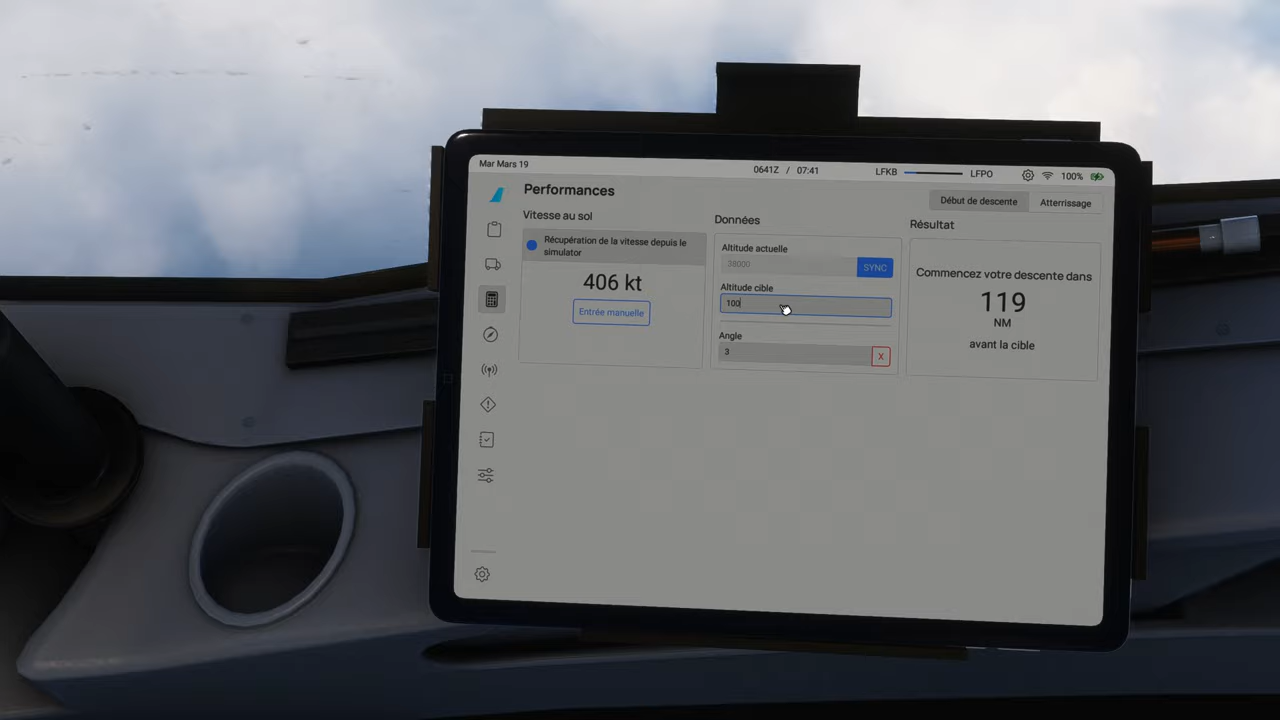 Mar Mars 19
0641Z / 07:41
LFKB
LFPO
100%
Performances
Début de descente
Atterrissage
Vitesse au sol
Récupération de la vitesse depuis le
simulator
406 kt
Entrée manuelle
Données
Altitude actuelle
38000
SYNC
Altitude cible
100
Angle
3
X
Résultat
Commencez votre descente dans
119
NM
avant la cible